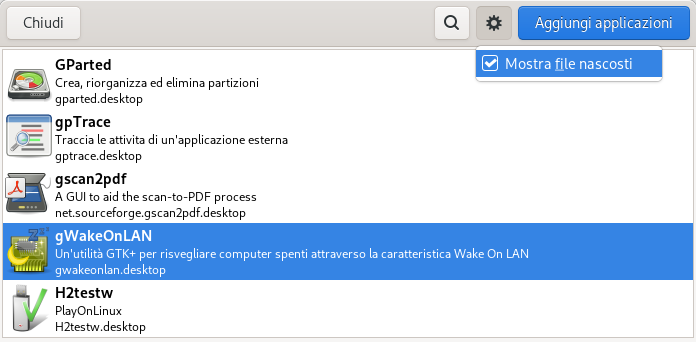 Chiudi
Aggiungi applicazioni
Mostra file nascosti
GParted
Crea, riorganizza ed elimina partizioni
gparted.desktop
gpTrace
Traccia le attivita di un'applicazione esterna
gptrace.desktop
gscan2pdf
A GUI to aid the scan-to-PDF process
net.sourceforge.gscan2pdf.desktop
gWakeOnLAN
Un'utilità GTK+ per risvegliare computer spenti attraverso la caratteristica Wake On LAN
gwakeonlan.desktop
H2testw
PlayOnLinux
H2testw.desktop